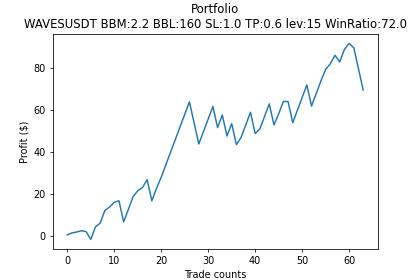 Portfolio
WAVESUSDT BBM:2.2 BBL:160 SL:1.0 TP:0.6 lev:15 WinRatio:72.0
Profit ($)
80
60
40
20
0
0 10 20 30 40 50 60
Trade counts